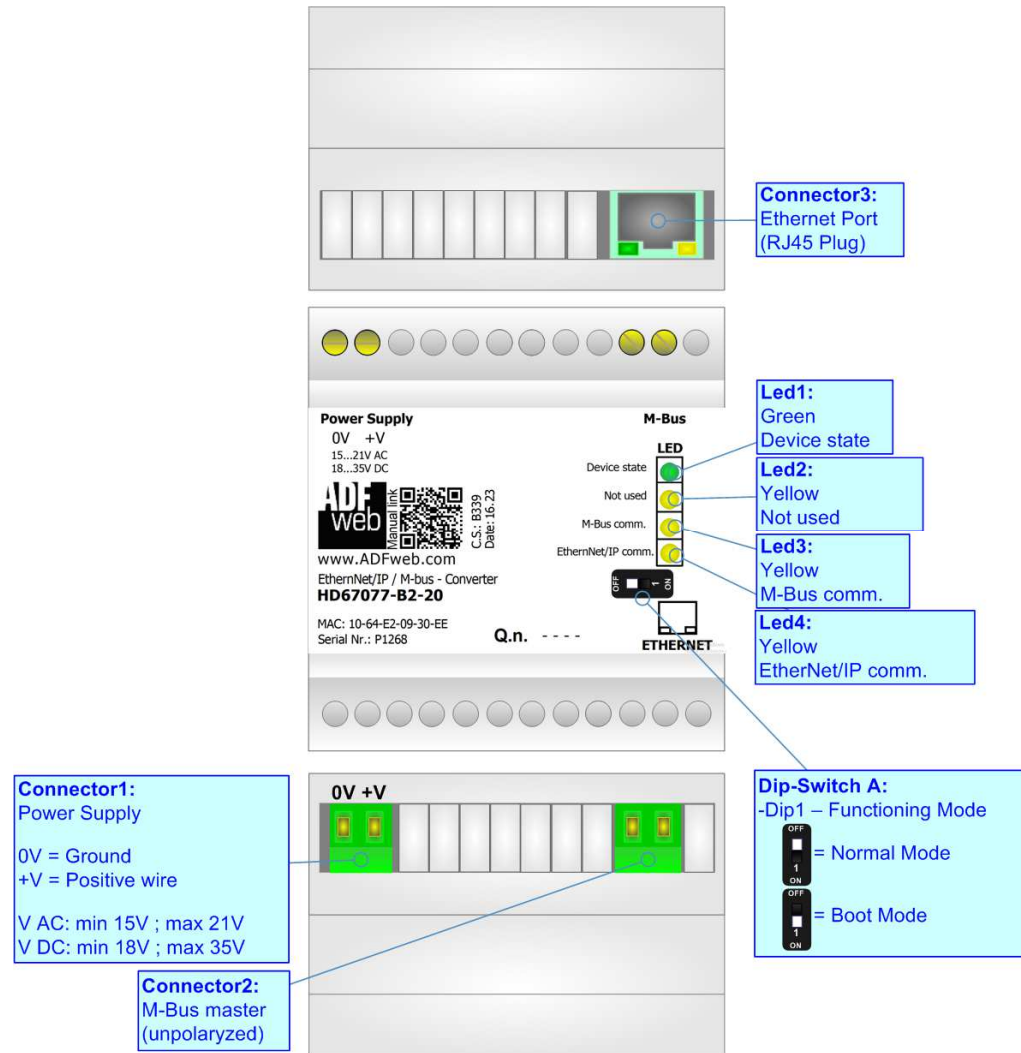 Connector3:
Ethernet Port
(RJ45 Plug)
Power Supply
0V +V
15...21V AC
18...35V DC
ADF
web
Manual link
C.S.: B339
Date: 16.23
www.ADFweb.com
EthernNet/IP / M-bus - Converter
HD67077-B2-20
MAC: 10-64-E2-09-30-EE
Serial Nr.: P1268
Q.n. - - - -
M-Bus
LED
Device state
Not used
M-Bus comm.
EthernNet/IP comm.
OFF
1
ON
ETHERNET
Led1:
Green
Device state
Led2:
Yellow
Not used
Led3:
Yellow
M-Bus comm.
Led4:
Yellow
EtherNet/IP comm.
Connector1:
Power Supply
0V = Ground
+V = Positive wire
V AC: min 15V ; max 21V
V DC: min 18V ; max 35V
0V +V
Connector2:
M-Bus master
(unpolaryzed)
Dip-Switch A:
-Dip1 – Functioning Mode
OFF
1
ON
= Normal Mode
OFF
1
ON
= Boot Mode